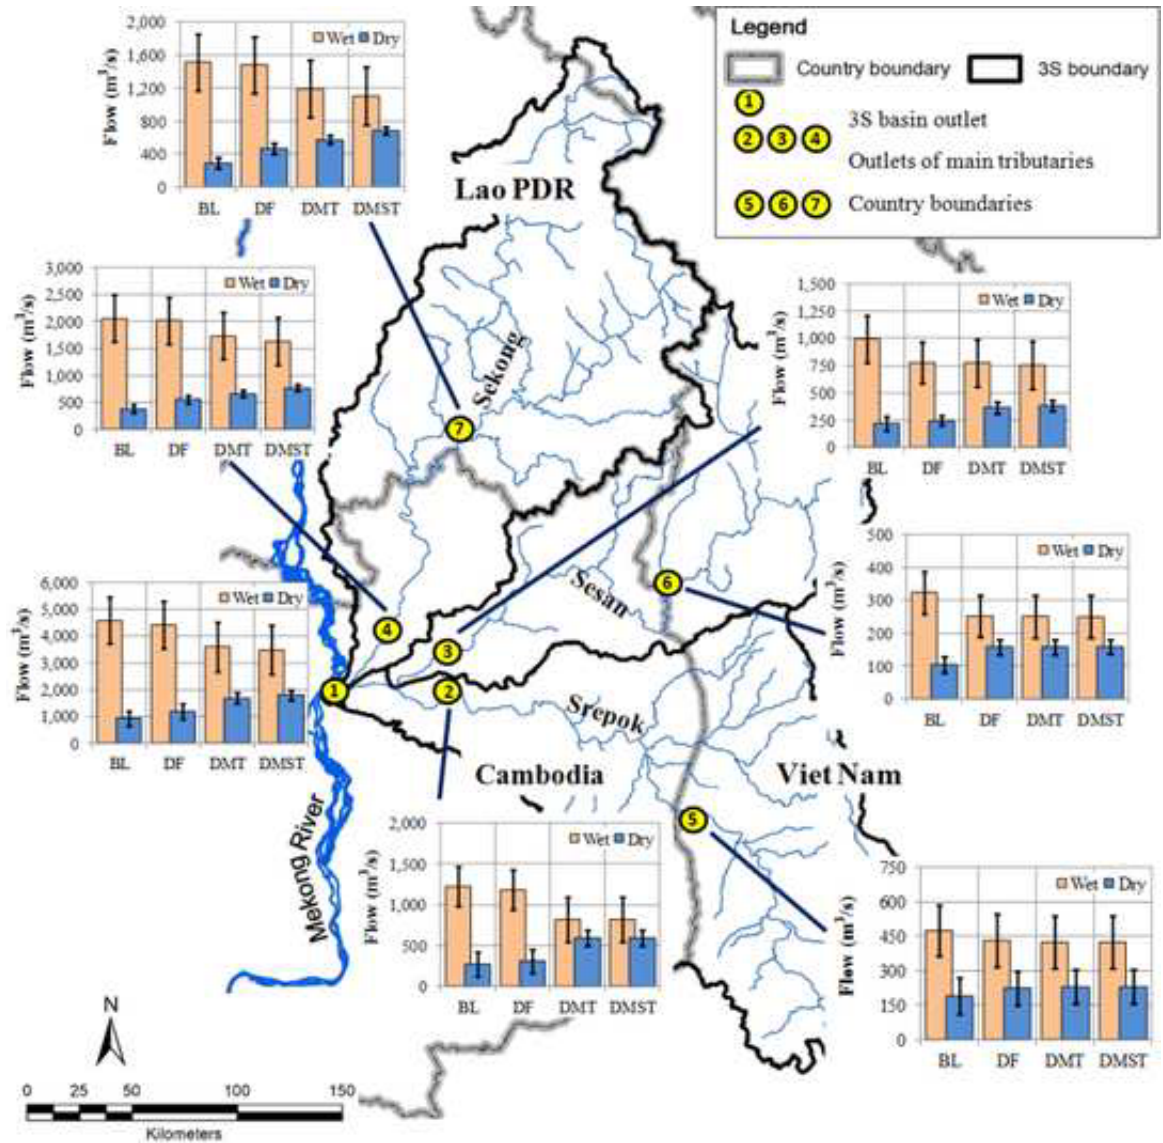 2,000
1,600
1,200
800
400
0
Flow (m³/s)
Wet Dry
BL DF DMT DMST
Legend
Country boundary 3S boundary
1
3S basin outlet
2 3 4
Outlets of main tributaries
5 6 7 Country boundaries
Lao PDR
3,000
2,500
2,000
1,500
1,000
500
0
Flow (m³/s)
Wet Dry
BL DF DMT DMST
1,500
1,250
1,000
750
500
250
0
Flow (m³/s)
Wet Dry
BL DF DMT DMST
Sekong
7
500
400
300
200
100
0
Flow (m³/s)
Wet Dry
BL DF DMT DMST
6
Sesan
6,000
5,000
4,000
3,000
2,000
1,000
0
Flow (m³/s)
Wet Dry
BL DF DMT DMST
4
3
1
2
Srepok
Cambodia
Viet Nam
5
Mekong River
2,000
1,500
1,000
500
0
Flow (m³/s)
Wet Dry
BL DF DMT DMST
750
600
450
300
150
0
Flow (m³/s)
Wet Dry
BL DF DMT DMST
N
0 25 50 100 150
Kilometers